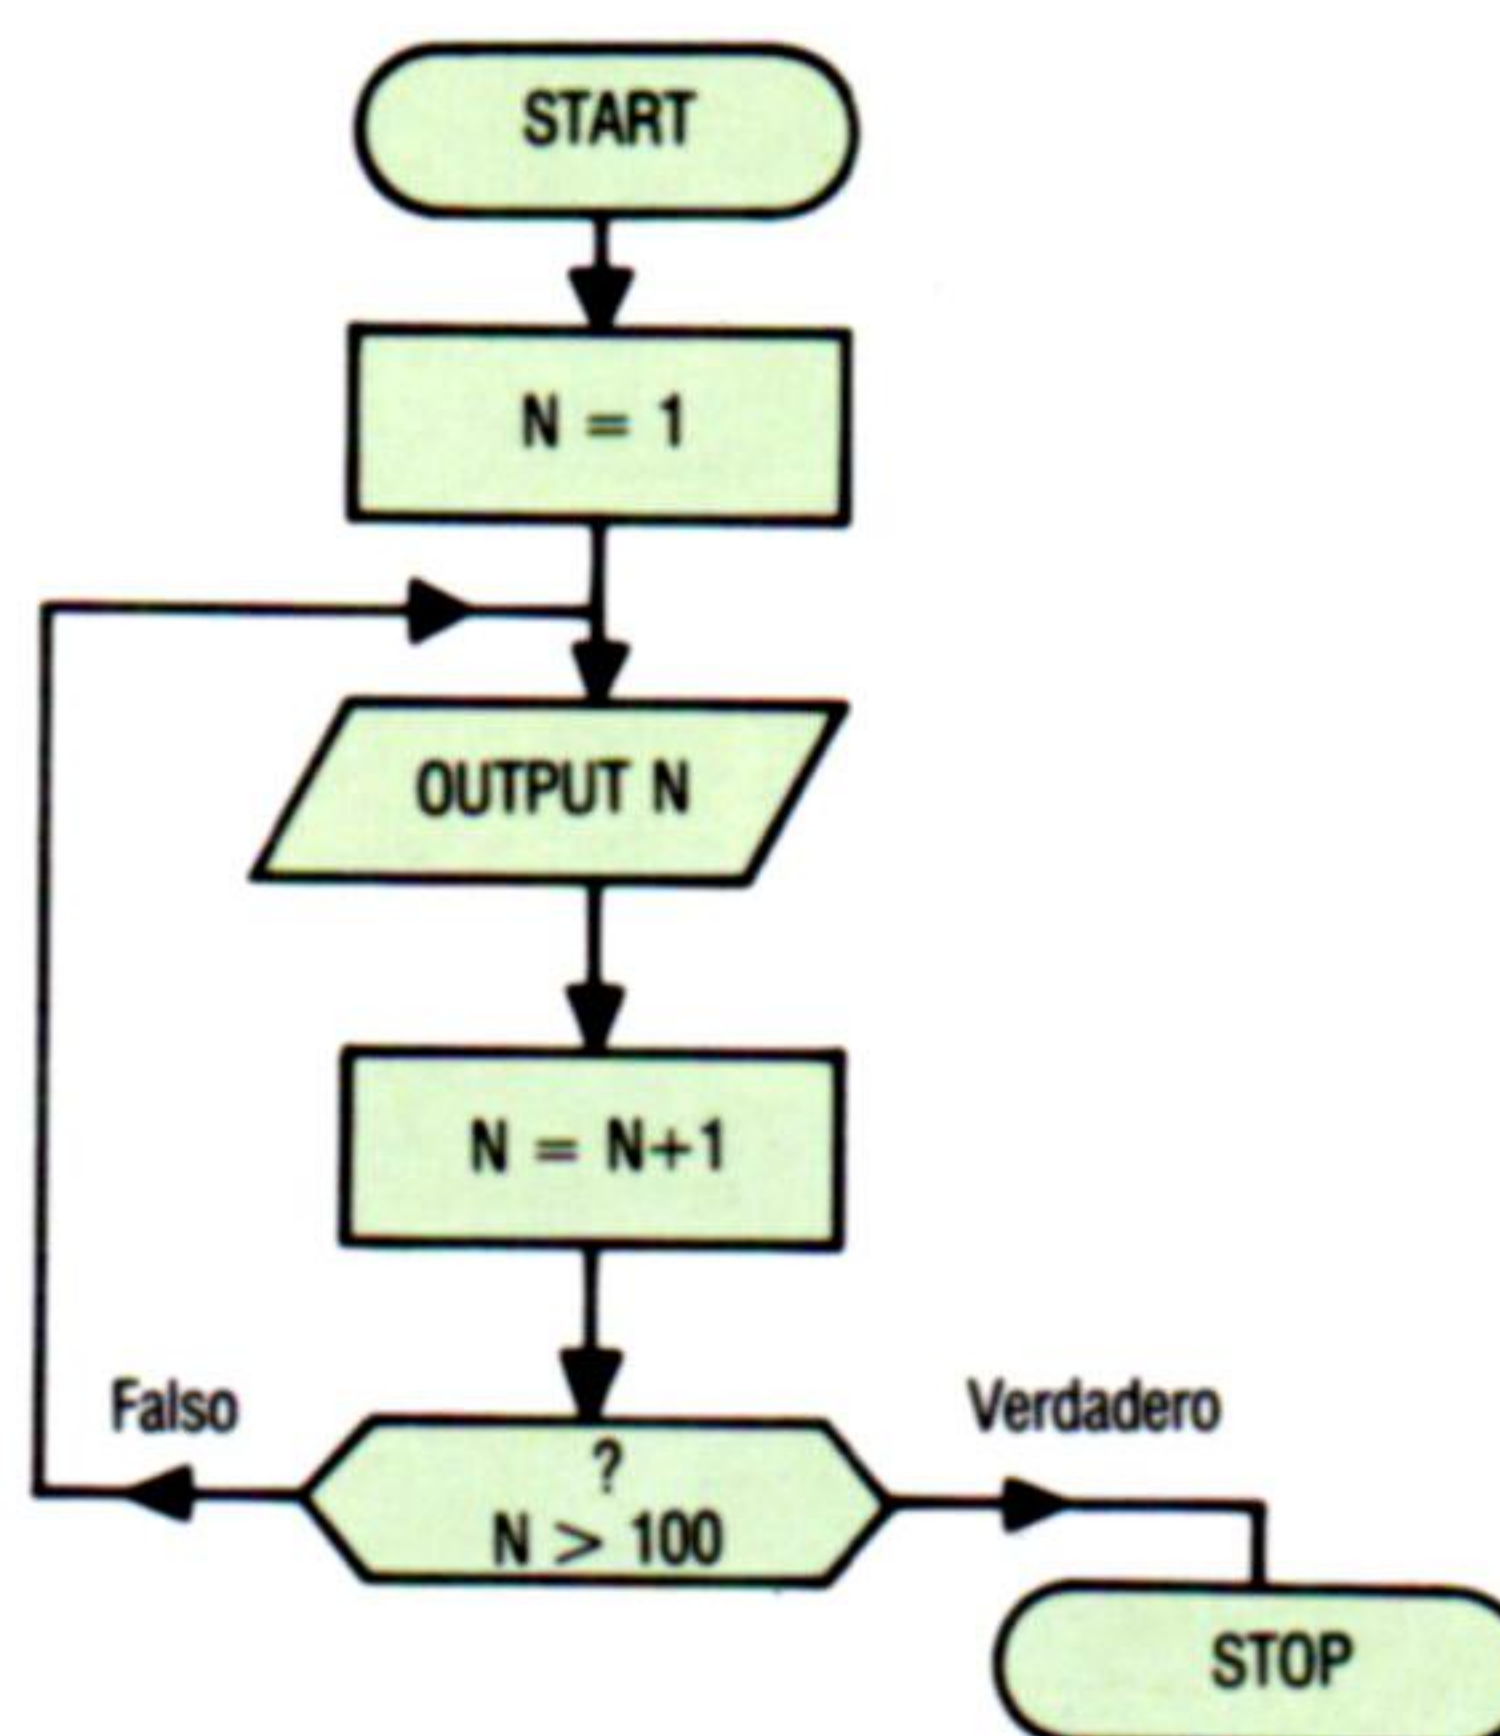 START
N = 1
OUTPUT N
N = N+1
Falso
Verdadero
?
N > 100
STOP